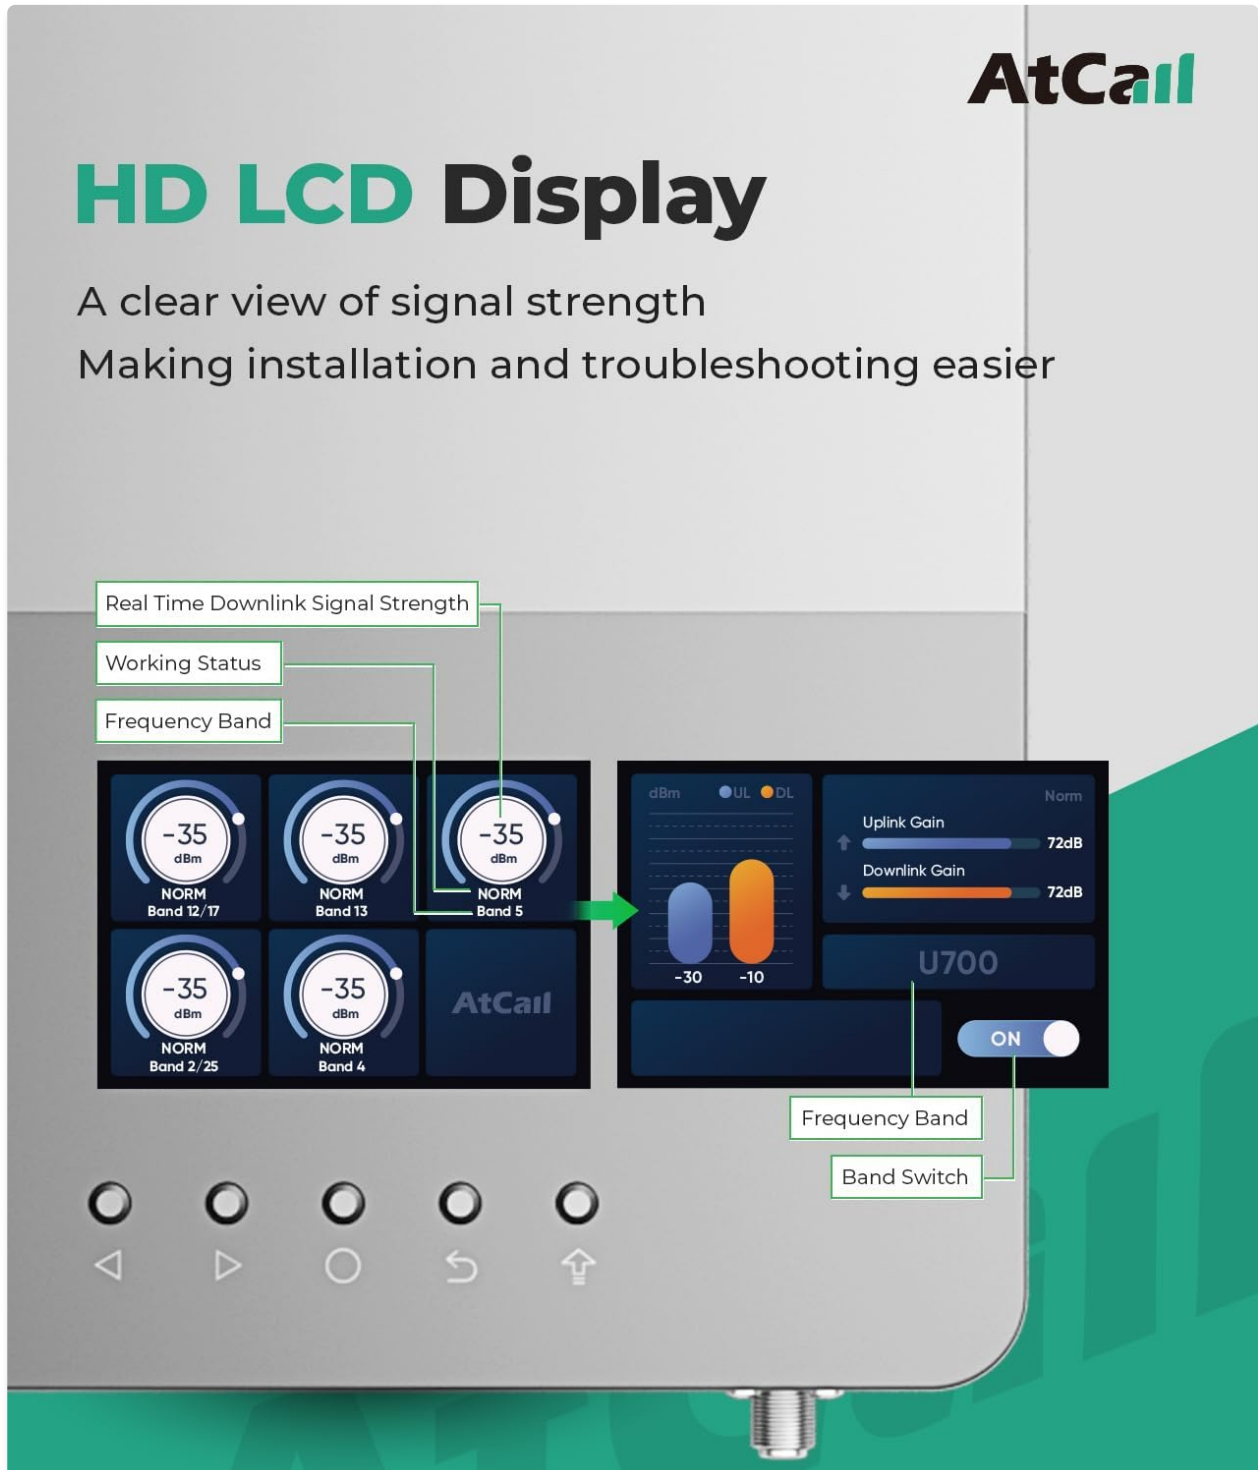 AtCall
HD LCD Display
A clear view of signal strength
Making installation and troubleshooting easier
Real Time Downlink Signal Strength
Working Status
Frequency Band
-35
dBm
NORM
Band 12/17
-35
dBm
NORM
Band 13
-35
dBm
NORM
Band 5
-35
dBm
NORM
Band 2/25
-35
dBm
NORM
Band 4
AtCall
dBm UL DL
-30 -10
Norm
Uplink Gain
72dB
Downlink Gain
72dB
U700
ON
Frequency Band
Band Switch